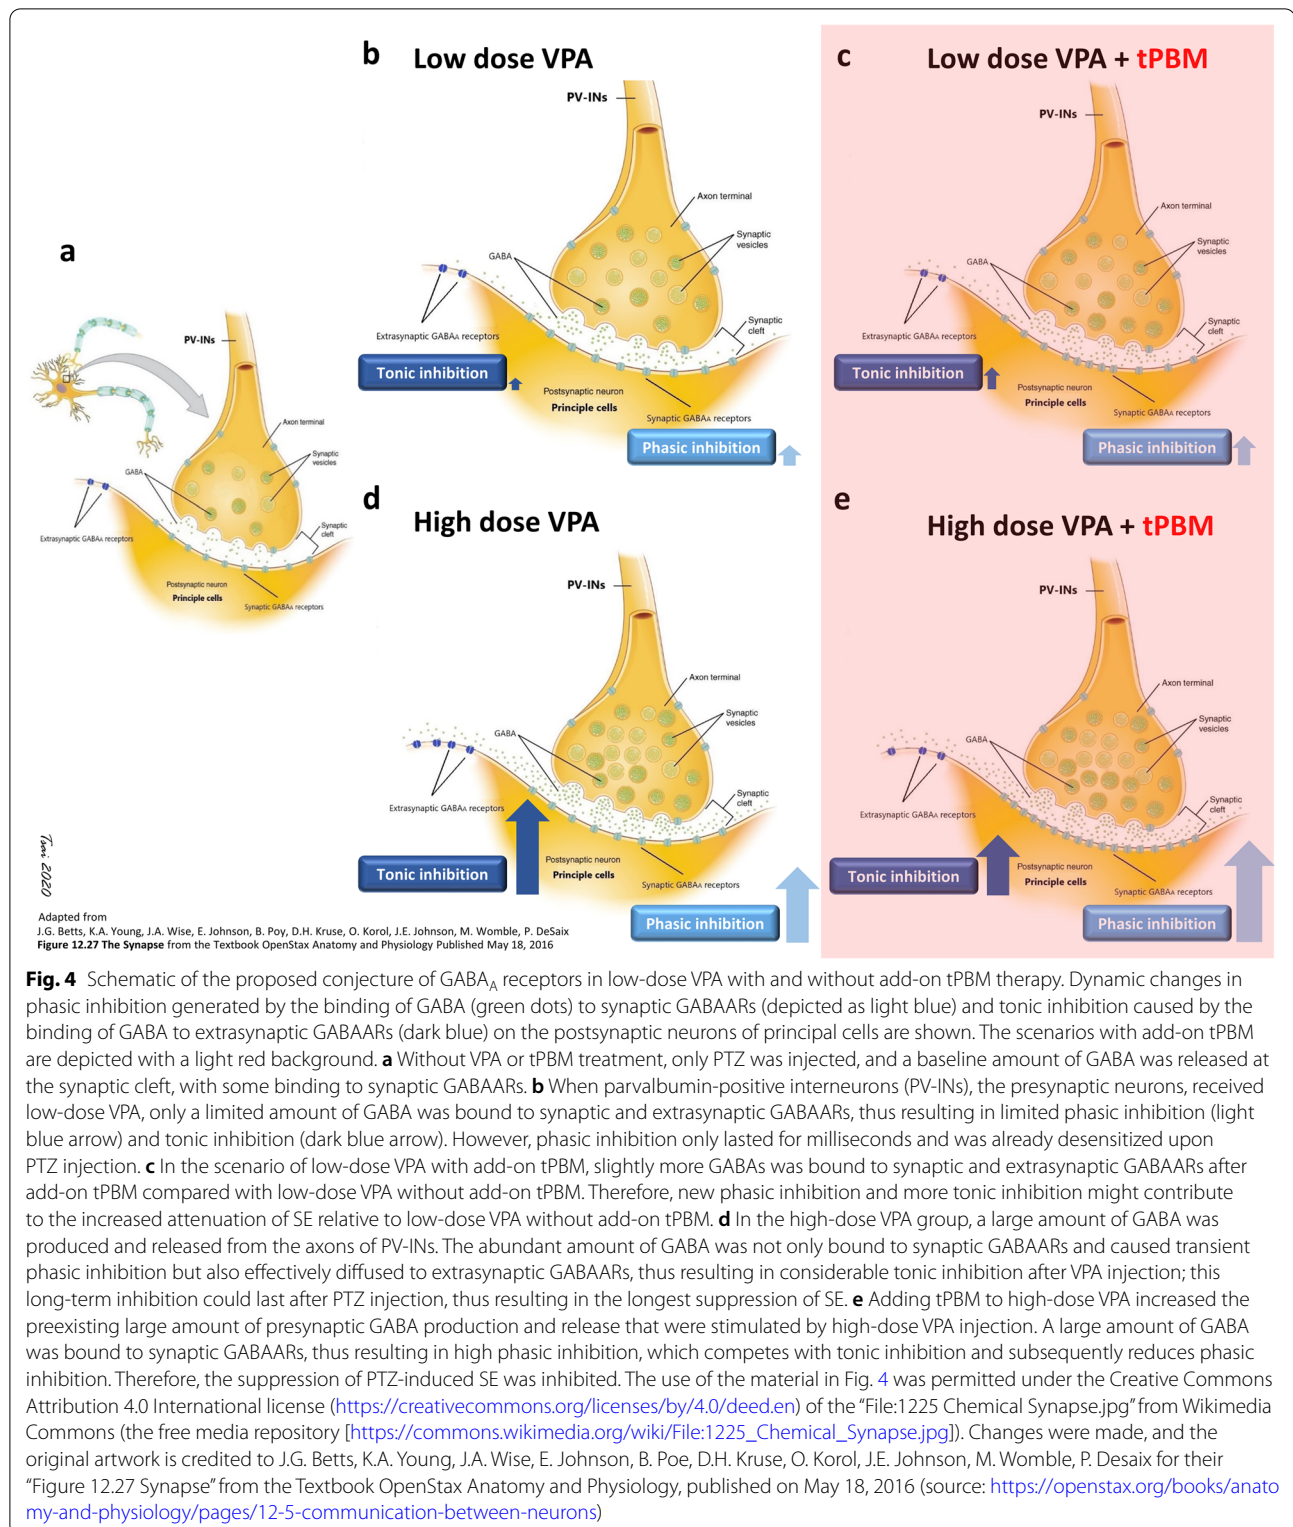 a
PV-INs
Axon terminal
Synaptic
vesicles
GABA
Synaptic
cleft
Extrasynaptic GABAA receptors
Postsynaptic neuron
Principle cells
Synaptic GABAA receptors
b
Low dose VPA
PV-INs
Axon terminal
Synaptic
vesicles
GABA
Synaptic
cleft
Extrasynaptic GABAA receptors
Tonic inhibition
Postsynaptic neuron
Principle cells
Synaptic GABAA receptors
Phasic inhibition
c
Low dose VPA + tPBM
PV-INs
Axon terminal
Synaptic
vesicles
GABA
Synaptic
cleft
Extrasynaptic GABAA receptors
Tonic inhibition
Postsynaptic neuron
Principle cells
Synaptic GABAA receptors
Phasic inhibition
d
High dose VPA
PV-INs
Axon terminal
Synaptic
vesicles
GABA
Synaptic
cleft
Extrasynaptic GABAA receptors
Tonic inhibition
Postsynaptic neuron
Principle cells
Synaptic GABAA receptors
Phasic inhibition
e
High dose VPA + tPBM
PV-INs
Axon terminal
Synaptic
vesicles
GABA
Synaptic
cleft
Extrasynaptic GABAA receptors
Tonic inhibition
Postsynaptic neuron
Principle cells
Synaptic GABAA receptors
Phasic inhibition
Tsai 2020
Adapted from
J.G. Betts, K.A. Young, J.A. Wise, E. Johnson, B. Poy, D.H. Kruse, O. Korol, J.E. Johnson, M. Womble, P. DeSaix
Figure 12.27 The Synapse from the Textbook OpenStax Anatomy and Physiology Published May 18, 2016
Fig. 4 Schematic of the proposed conjecture of GABAA receptors in low-dose VPA with and without add-on tPBM therapy. Dynamic changes in
phasic inhibition generated by the binding of GABA (green dots) to synaptic GABAARs (depicted as light blue) and tonic inhibition caused by the
binding of GABA to extrasynaptic GABAARs (dark blue) on the postsynaptic neurons of principal cells are shown. The scenarios with add-on tPBM
are depicted with a light red background. a Without VPA or tPBM treatment, only PTZ was injected, and a baseline amount of GABA was released at
the synaptic cleft, with some binding to synaptic GABAARs. b When parvalbumin-positive interneurons (PV-INs), the presynaptic neurons, received
low-dose VPA, only a limited amount of GABA was bound to synaptic and extrasynaptic GABAARs, thus resulting in limited phasic inhibition (light
blue arrow) and tonic inhibition (dark blue arrow). However, phasic inhibition only lasted for milliseconds and was already desensitized upon
PTZ injection. c In the scenario of low-dose VPA with add-on tPBM, slightly more GABAs was bound to synaptic and extrasynaptic GABAARs after
add-on tPBM compared with low-dose VPA without add-on tPBM. Therefore, new phasic inhibition and more tonic inhibition might contribute
to the increased attenuation of SE relative to low-dose VPA without add-on tPBM. d In the high-dose VPA group, a large amount of GABA was
produced and released from the axons of PV-INs. The abundant amount of GABA was not only bound to synaptic GABAARs and caused transient
phasic inhibition but also effectively diffused to extrasynaptic GABAARs, thus resulting in considerable tonic inhibition after VPA injection; this
long-term inhibition could last after PTZ injection, thus resulting in the longest suppression of SE. e Adding tPBM to high-dose VPA increased the
preexisting large amount of presynaptic GABA production and release that were stimulated by high-dose VPA injection. A large amount of GABA
was bound to synaptic GABAARs, thus resulting in high phasic inhibition, which competes with tonic inhibition and subsequently reduces phasic
inhibition. Therefore, the suppression of PTZ-induced SE was inhibited. The use of the material in Fig. 4 was permitted under the Creative Commons
Attribution 4.0 International license (https://creativecommons.org/licenses/by/4.0/deed.en) of the “File:1225 Chemical Synapse.jpg” from Wikimedia
Commons (the free media repository [https://commons.wikimedia.org/wiki/File:1225_Chemical_Synapse.jpg]). Changes were made, and the
original artwork is credited to J.G. Betts, K.A. Young, J.A. Wise, E. Johnson, B. Poe, D.H. Kruse, O. Korol, J.E. Johnson, M. Womble, P. Desaix for their
“Figure 12.27 Synapse” from the Textbook OpenStax Anatomy and Physiology, published on May 18, 2016 (source: https://openstax.org/books/anato
my-and-physiology/pages/12-5-communication-between-neurons)